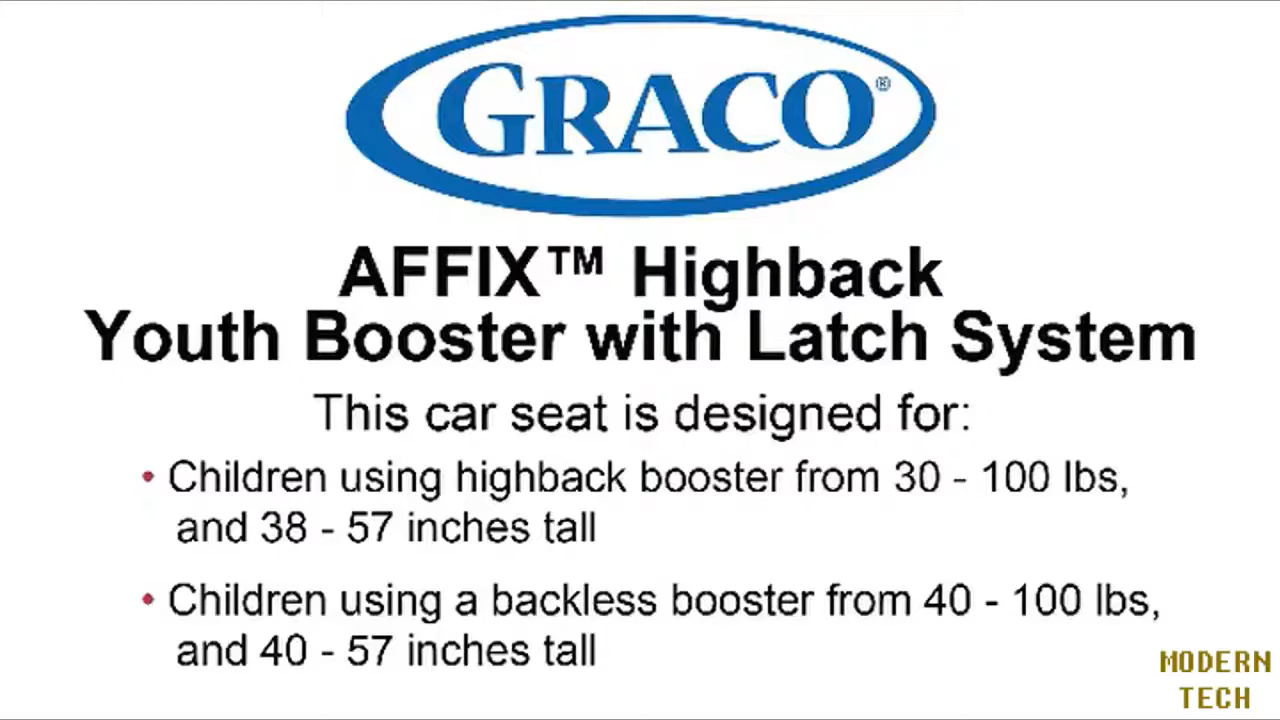 GRACO®
AFFIX™ Highback
Youth Booster with Latch System
This car seat is designed for:
• Children using highback booster from 30 - 100 lbs,
and 38 - 57 inches tall
• Children using a backless booster from 40 - 100 lbs,
and 40 - 57 inches tall
MODERN
TECH